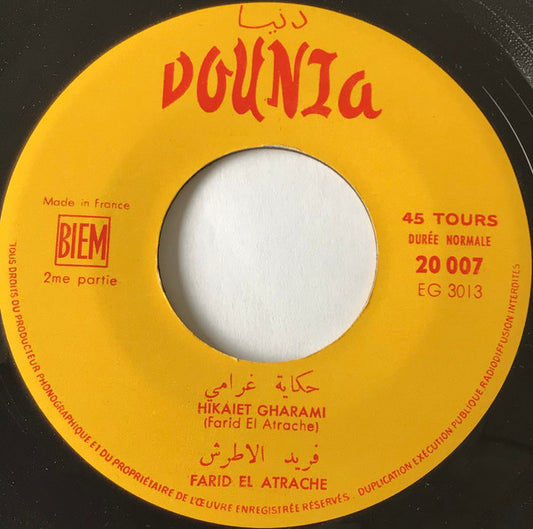 دنيا
DOUNIA
Made in France
BIEM
2me partie
45 TOURS
DURÉE NORMALE
20 007
EG 3013
حكاية غرامي
HIKAIET GHARAMI
(Farid El Atrache)
فريد الاطرش
FARID EL ATRACHE
TOUS DROITS DU PRODUCTEUR PHONOGRAPHIQUE ET DU PROPRIÉTAIRE DE L'ŒUVRE ENREGISTRÉE RÉSERVÉS. DUPLICATION EXÉCUTION PUBLIQUE RADIODIFFUSION INTERDITES